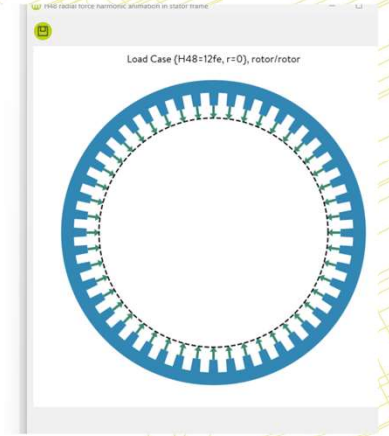 H48 radial force harmonic animation in stator frame
Load Case (H48=12fe, r=0), rotor/rotor